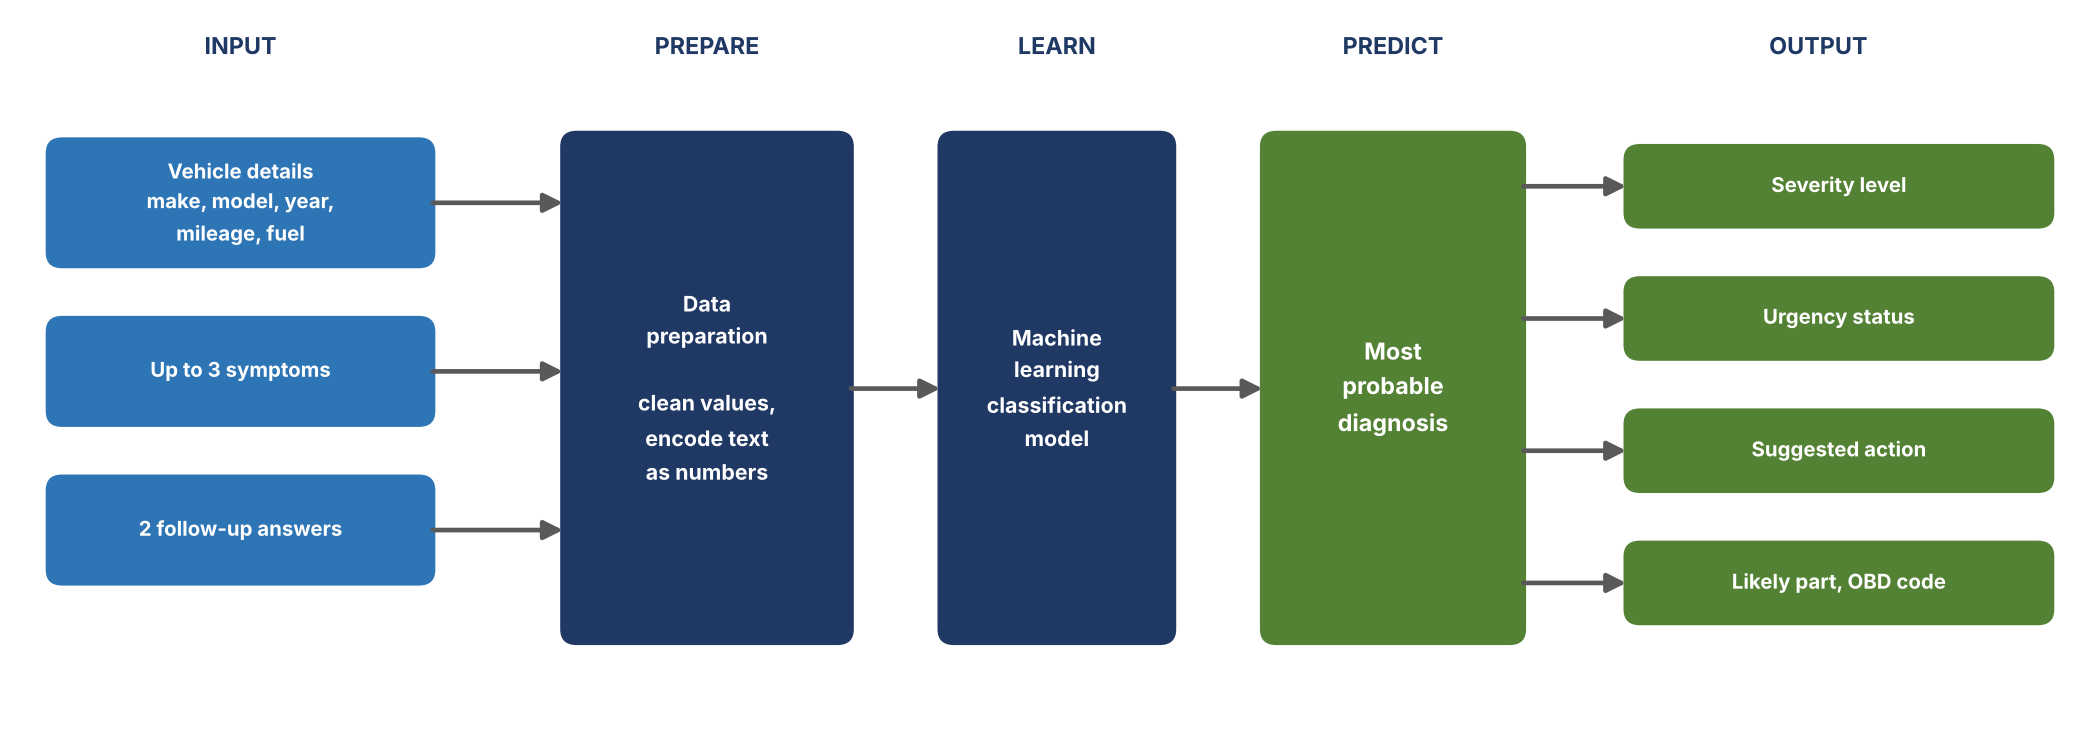 INPUT
PREPARE
LEARN
PREDICT
OUTPUT
Vehicle details
make, model, year,
mileage, fuel
Up to 3 symptoms
2 follow-up answers
Data
preparation
clean values,
encode text
as numbers
Machine
learning
classification
model
Most
probable
diagnosis
Severity level
Urgency status
Suggested action
Likely part, OBD code